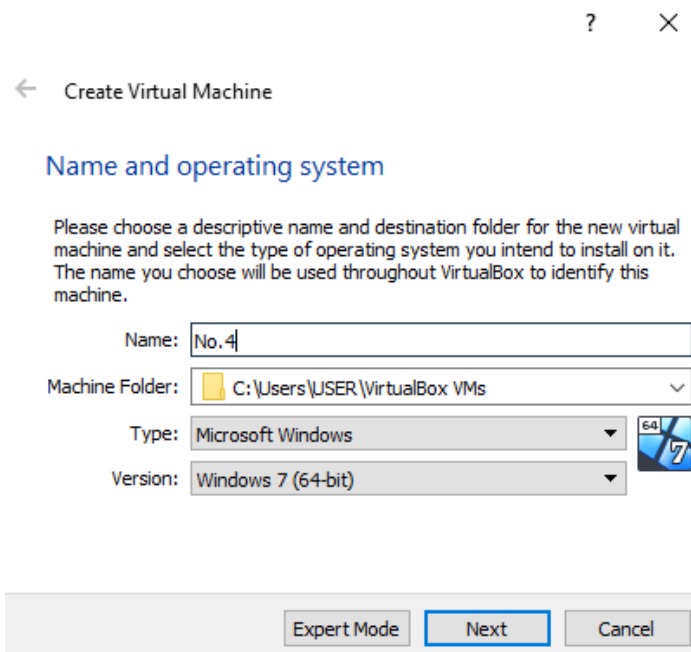 ?
Create Virtual Machine
Name and operating system
Please choose a descriptive name and destination folder for the new virtual
machine and select the type of operating system you intend to install on it.
The name you choose will be used throughout VirtualBox to identify this
machine.
Name: No.4
Machine Folder: C:\Users\USER\VirtualBox VMs
Type: Microsoft Windows
64
7
Version: Windows 7 (64-bit)
Expert Mode Next Cancel